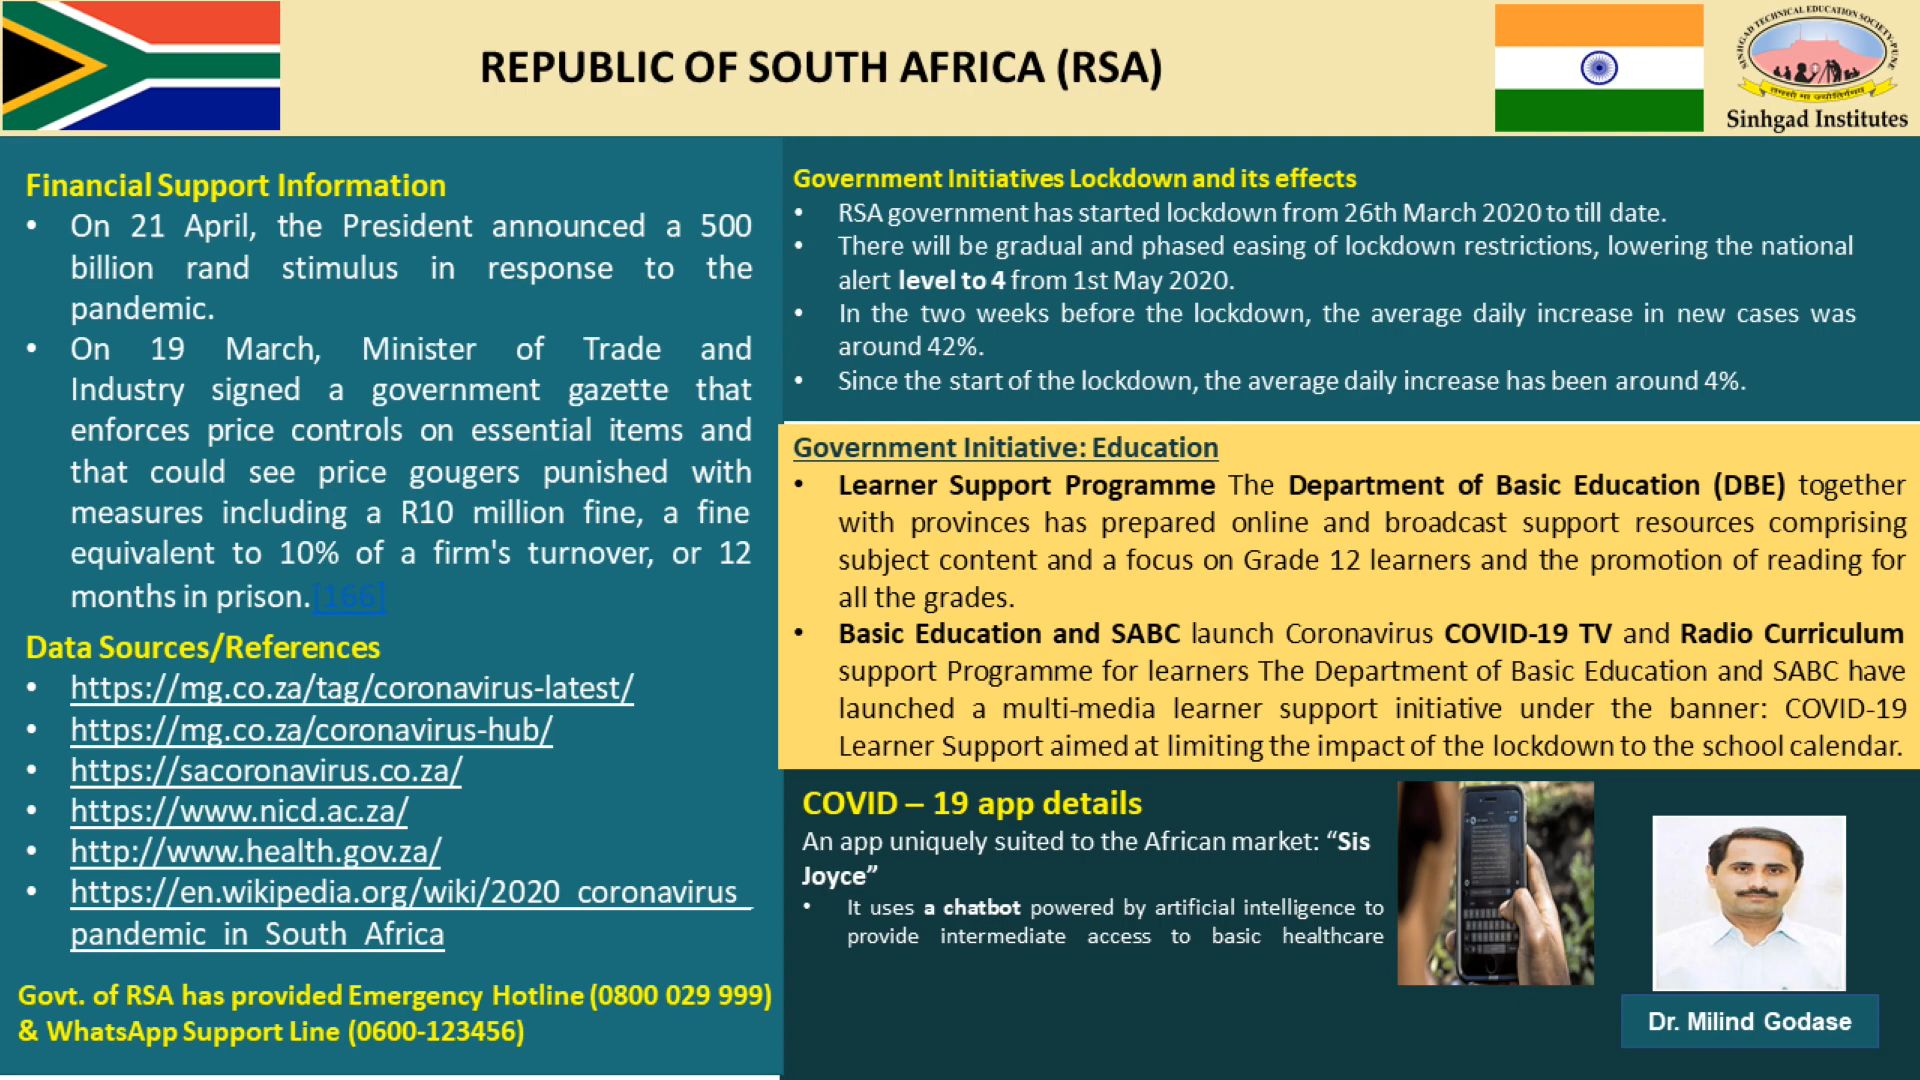 REPUBLIC OF SOUTH AFRICA (RSA)
SINHGAD TECHNICAL EDUCATION SOCIETY-PUNE
Sinhgad Institutes
Financial Support Information
• On 21 April, the President announced a 500
billion rand stimulus in response to the
pandemic.
• On 19 March, Minister of Trade and
Industry signed a government gazette that
enforces price controls on essential items and
that could see price gougers punished with
measures including a R10 million fine, a fine
equivalent to 10% of a firm's turnover, or 12
months in prison.[166]
Data Sources/References
• https://mg.co.za/tag/coronavirus-latest/
• https://mg.co.za/coronavirus-hub/
• https://sacoronavirus.co.za/
• https://www.nicd.ac.za/
• http://www.health.gov.za/
• https://en.wikipedia.org/wiki/2020_coronavirus_
pandemic_in_South_Africa
Govt. of RSA has provided Emergency Hotline (0800 029 999)
& WhatsApp Support Line (0600-123456)
Government Initiatives Lockdown and its effects
• RSA government has started lockdown from 26th March 2020 to till date.
• There will be gradual and phased easing of lockdown restrictions, lowering the national
alert level to 4 from 1st May 2020.
• In the two weeks before the lockdown, the average daily increase in new cases was
around 42%.
• Since the start of the lockdown, the average daily increase has been around 4%.
Government Initiative: Education
• Learner Support Programme The Department of Basic Education (DBE) together
with provinces has prepared online and broadcast support resources comprising
subject content and a focus on Grade 12 learners and the promotion of reading for
all the grades.
• Basic Education and SABC launch Coronavirus COVID-19 TV and Radio Curriculum
support Programme for learners The Department of Basic Education and SABC have
launched a multi-media learner support initiative under the banner: COVID-19
Learner Support aimed at limiting the impact of the lockdown to the school calendar.
COVID – 19 app details
An app uniquely suited to the African market: “Sis
Joyce”
• It uses a chatbot powered by artificial intelligence to
provide intermediate access to basic healthcare
Dr. Milind Godase